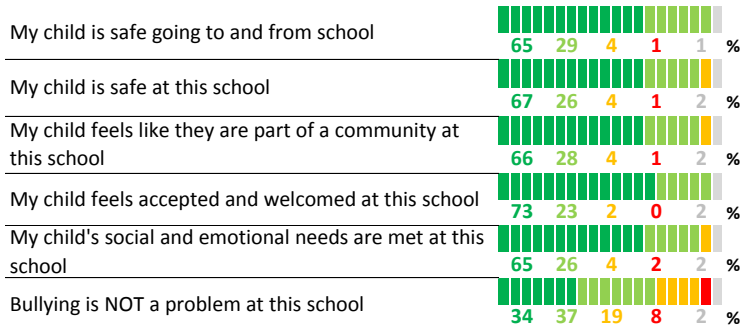 My child is safe going to and from school
65 29 4 1 1 %
My child is safe at this school
67 26 4 1 2 %
My child feels like they are part of a community at
this school
66 28 4 1 2 %
My child feels accepted and welcomed at this school
73 23 2 0 2 %
My child's social and emotional needs are met at this
school
65 26 4 2 2 %
Bullying is NOT a problem at this school
34 37 19 8 2 %